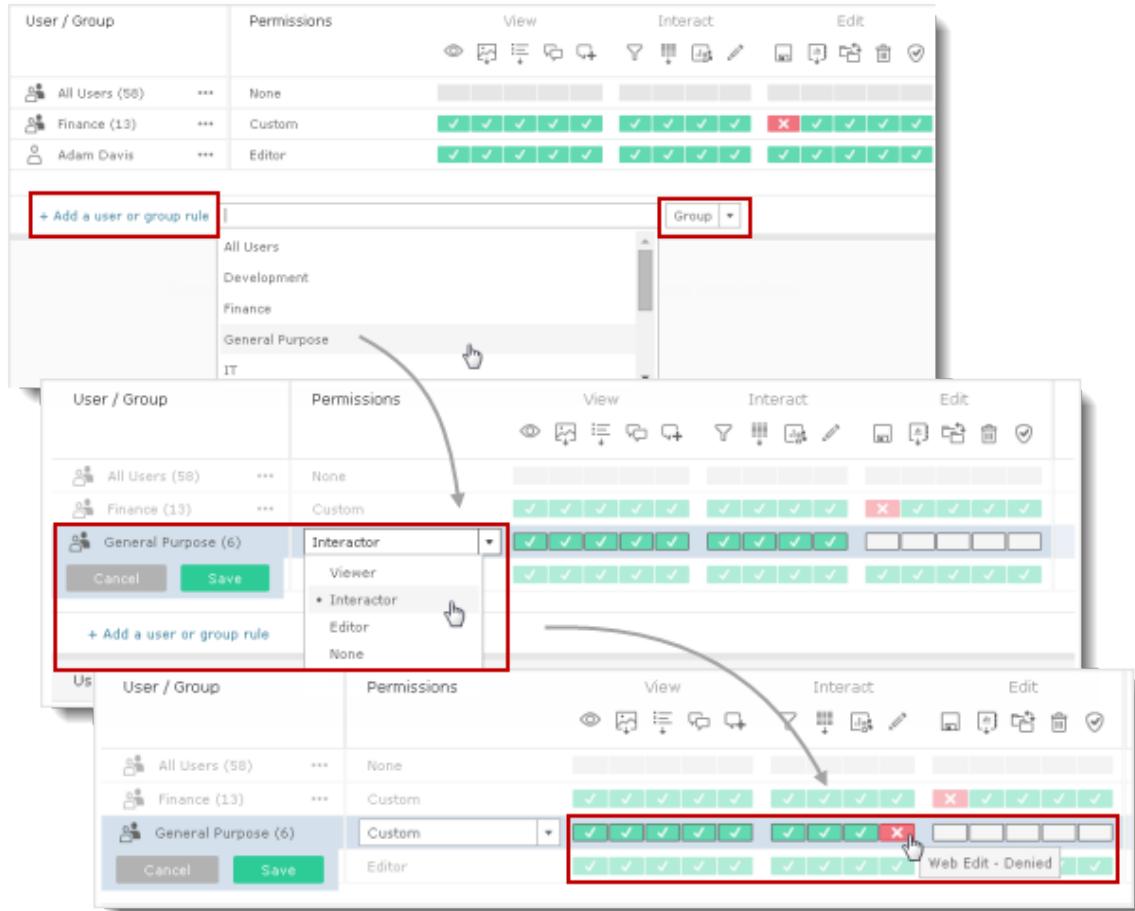 User / Group Permissions View Interact Edit
All Users (58) ••• None
Finance (13) ••• Custom
Adam Davis ••• Editor
+ Add a user or group rule Group
All Users
Development
Finance
General Purpose
IT
User / Group Permissions View Interact Edit
All Users (58) ••• None
Finance (13) ••• Custom
General Purpose (6) Interactor
Cancel Save
Viewer
• Interactor
Editor
None
+ Add a user or group rule
Us
User / Group Permissions View Interact Edit
All Users (58) ••• None
Finance (13) ••• Custom
General Purpose (6) Custom
Cancel Save Editor
Web Edit - Denied